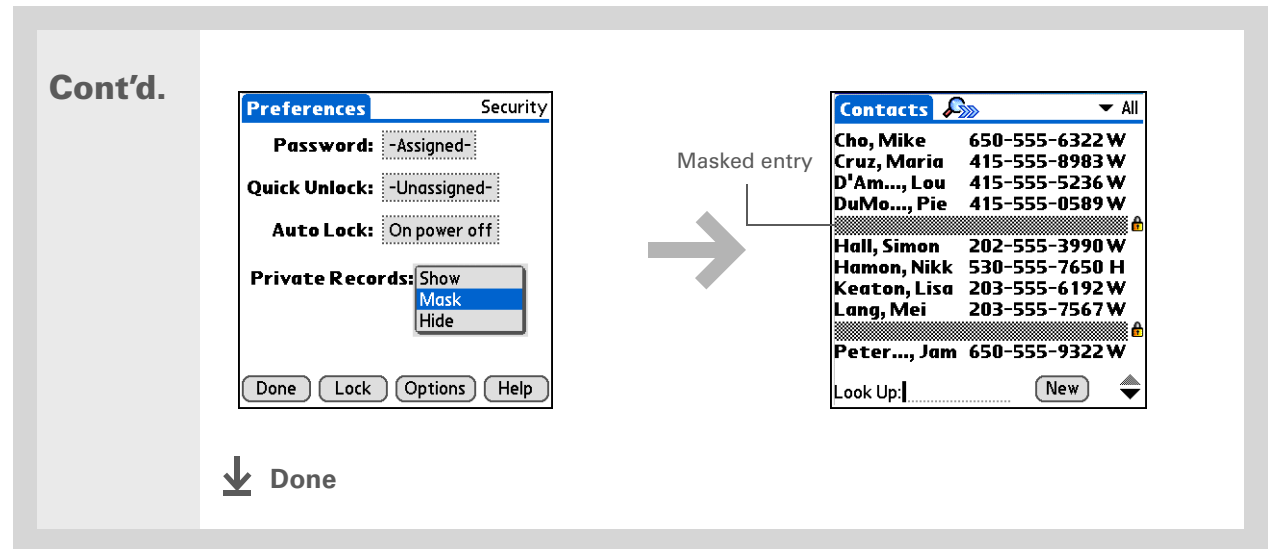 Cont'd.
Preferences Security
Password: -Assigned-
Quick Unlock: -Unassigned-
Auto Lock: On power off
Private Records: Show
Mask
Hide
Done Lock Options Help
Masked entry
Contacts All
Cho, Mike 650-555-6322 W
Cruz, Maria 415-555-8983 W
D'Am..., Lou 415-555-5236 W
DuMo..., Pie 415-555-0589 W
Hall, Simon 202-555-3990 W
Hamon, Nikk 530-555-7650 H
Keaton, Lisa 203-555-6192 W
Lang, Mei 203-555-7567 W
Peter..., Jam 650-555-9322 W
Look Up: New
Done